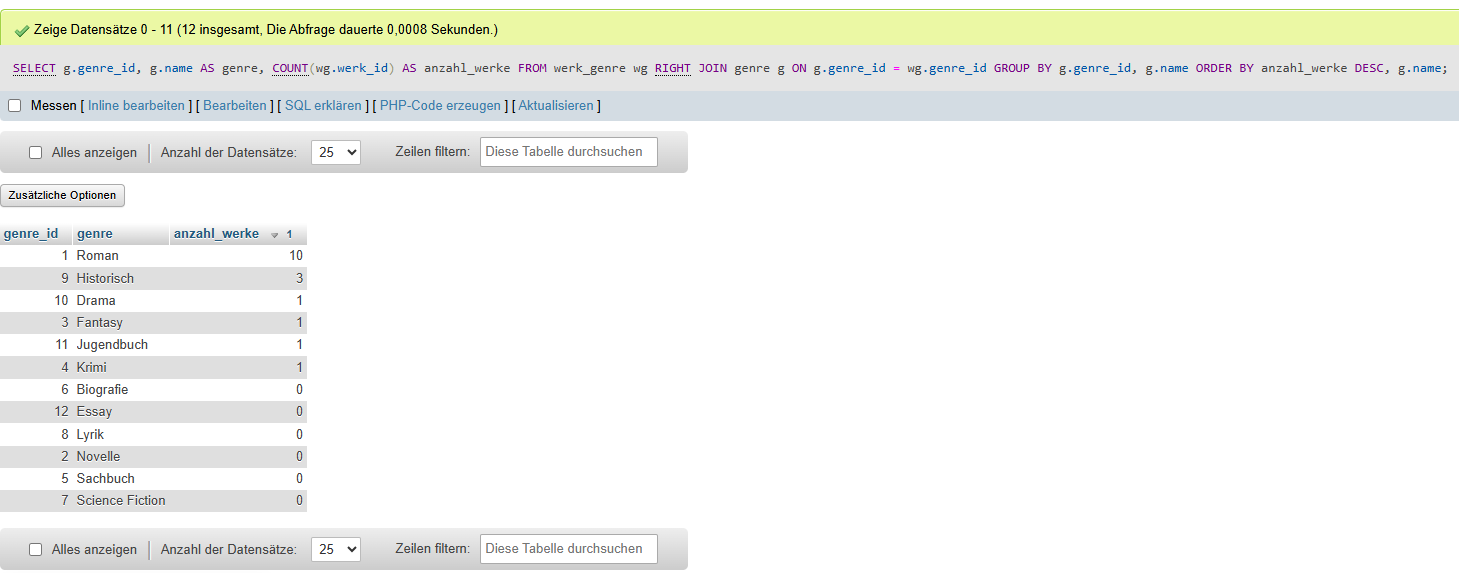 Zeige Datensätze 0 - 11 (12 insgesamt, Die Abfrage dauerte 0,0008 Sekunden.)
SELECT g.genre_id, g.name AS genre, COUNT(wg.werk_id) AS anzahl_werke FROM werk_genre wg RIGHT JOIN genre g ON g.genre_id = wg.genre_id GROUP BY g.genre_id, g.name ORDER BY anzahl_werke DESC, g.name;
Messen [ Inline bearbeiten ] [ Bearbeiten ] [ SQL erklären ] [ PHP-Code erzeugen ] [ Aktualisieren ]
Alles anzeigen | Anzahl der Datensätze: 25 Zeilen filtern: Diese Tabelle durchsuchen
Zusätzliche Optionen
genre_id genre anzahl_werke 1
1 Roman 10
9 Historisch 3
10 Drama 1
3 Fantasy 1
11 Jugendbuch 1
4 Krimi 1
6 Biografie 0
12 Essay 0
8 Lyrik 0
2 Novelle 0
5 Sachbuch 0
7 Science Fiction 0
Alles anzeigen | Anzahl der Datensätze: 25 Zeilen filtern: Diese Tabelle durchsuchen